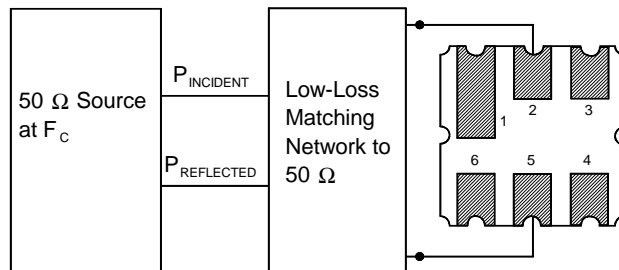 50 Ω Source
at F_C
P_INCIDENT
P_REFLECTED
Low-Loss
Matching
Network to
50 Ω
1
2
3
6
5
4